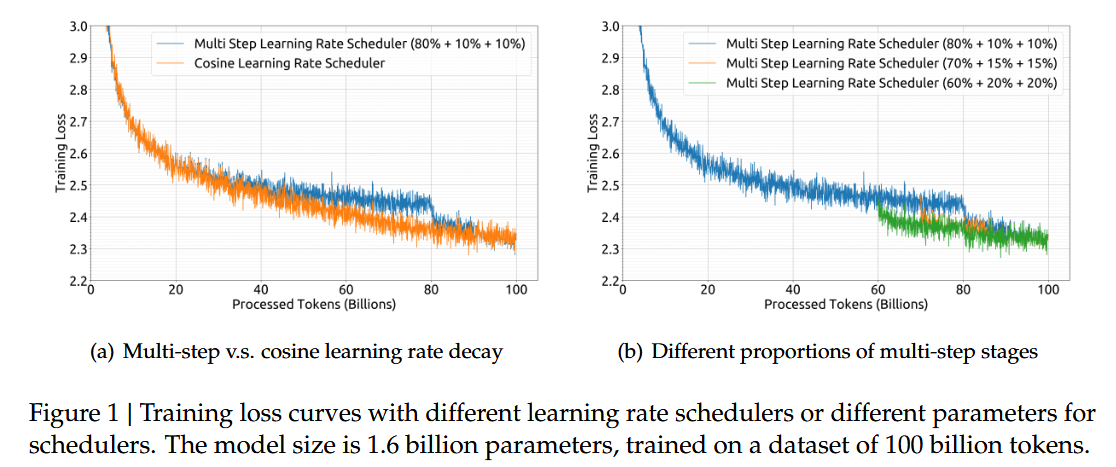 3.0
2.9
2.8
2.7
2.6
2.5
2.4
2.3
2.2
Training Loss
Multi Step Learning Rate Scheduler (80% + 10% + 10%)
Cosine Learning Rate Scheduler
0 20 40 60 80 100
Processed Tokens (Billions)
(a) Multi-step v.s. cosine learning rate decay
3.0
2.9
2.8
2.7
2.6
2.5
2.4
2.3
2.2
Training Loss
Multi Step Learning Rate Scheduler (80% + 10% + 10%)
Multi Step Learning Rate Scheduler (70% + 15% + 15%)
Multi Step Learning Rate Scheduler (60% + 20% + 20%)
0 20 40 60 80 100
Processed Tokens (Billions)
(b) Different proportions of multi-step stages
Figure 1 | Training loss curves with different learning rate schedulers or different parameters for
schedulers. The model size is 1.6 billion parameters, trained on a dataset of 100 billion tokens.